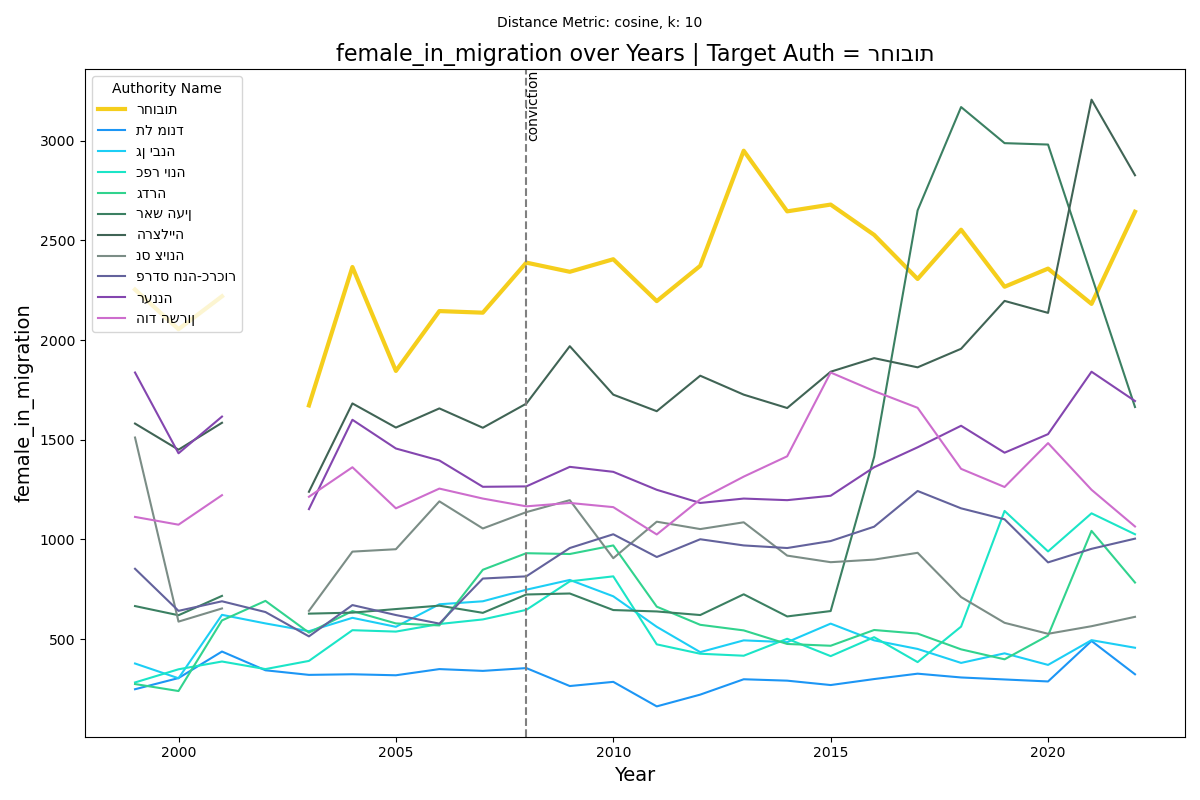 Distance Metric: cosine, k: 10
female_in_migration over Years | Target Auth = רחובות
Authority Name
רחובות
תל מונד
גן יבנה
כפר יונה
גדרה
ראש העין
הרצלייה
נס ציונה
פרדס חנה-כרכור
רעננה
הוד השרון
conviction
female_in_migration
3000
2500
2000
1500
1000
500
2000 2005 2010 2015 2020
Year